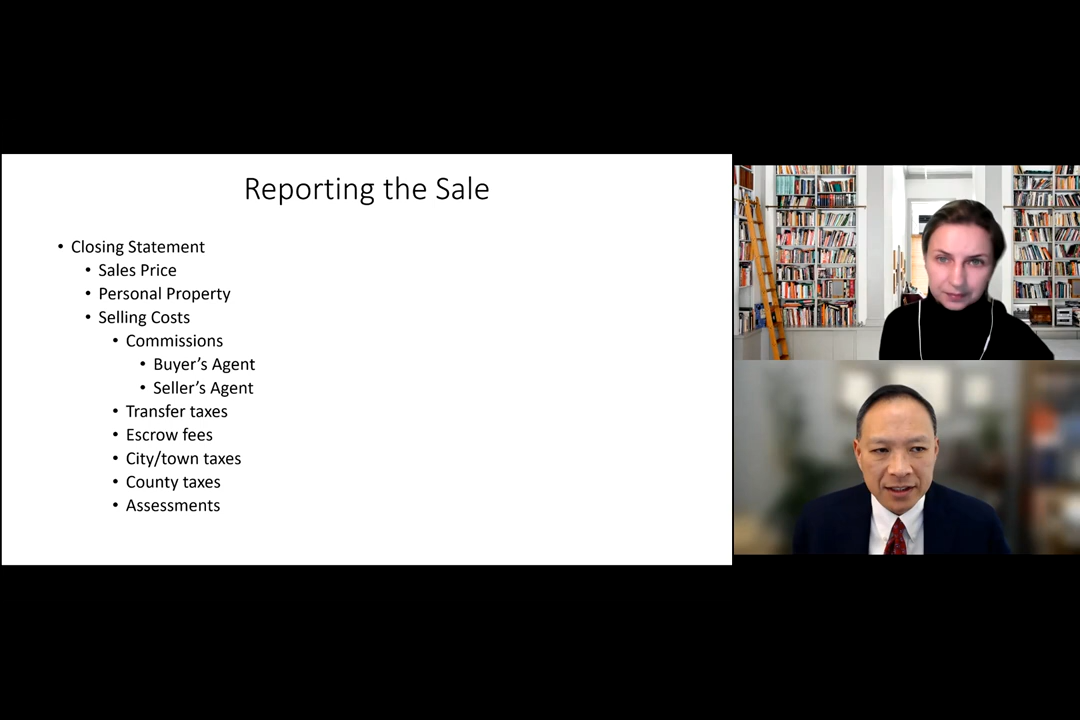 Reporting the Sale
• Closing Statement
• Sales Price
• Personal Property
• Selling Costs
• Commissions
• Buyer’s Agent
• Seller’s Agent
• Transfer taxes
• Escrow fees
• City/town taxes
• County taxes
• Assessments